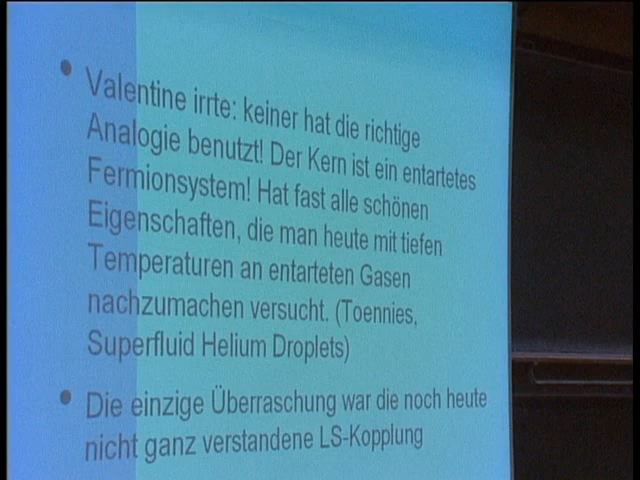 • Valentine irrte: keiner hat die richtige
Analogie benutzt! Der Kern ist ein entartetes
Fermionsystem! Hat fast alle schönen
Eigenschaften, die man heute mit tiefen
Temperaturen an entarteten Gasen
nachzumachen versucht. (Toennies,
Superfluid Helium Droplets)
• Die einzige Überraschung war die noch heute
nicht ganz verstandene LS-Kopplung